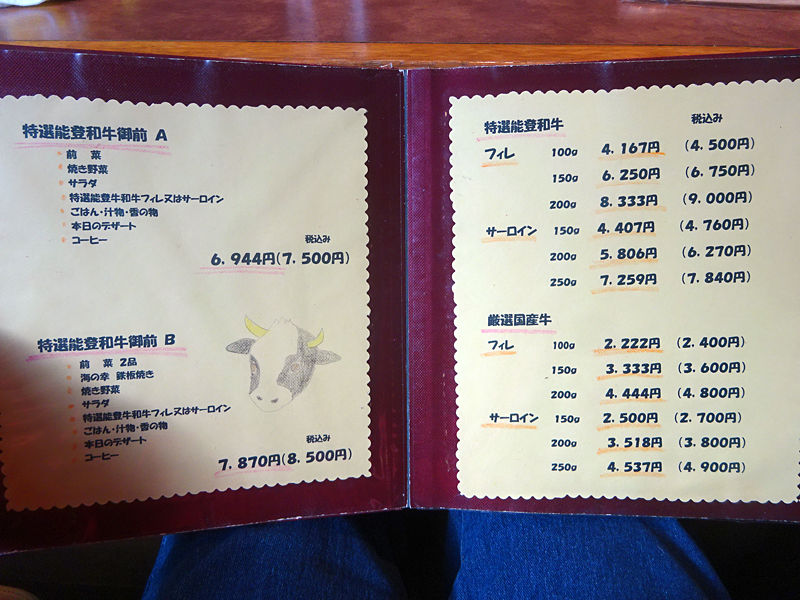 特選能登和牛御前 A
前 菜
焼き野菜
サラダ
特選能登牛和牛フィレ又はサーロイン
ごはん・汁物・香の物
本日のデザート
コーヒー
税込み
6.944円(7.500円)
特選能登和牛御前 B
前 菜 2品
海の幸 鉄板焼き
焼き野菜
サラダ
特選能登牛和牛フィレ又はサーロイン
ごはん・汁物・香の物
本日のデザート
コーヒー
税込み
7.870円(8.500円)
特選能登和牛 税込み
フィレ 100g 4.167円 (4.500円)
150g 6.250円 (6.750円)
200g 8.333円 (9.000円)
サーロイン 150g 4.407円 (4.760円)
200g 5.806円 (6.270円)
250g 7.259円 (7.840円)
厳選国産牛
フィレ 100g 2.222円 (2.400円)
150g 3.333円 (3.600円)
200g 4.444円 (4.800円)
サーロイン 150g 2.500円 (2.700円)
200g 3.518円 (3.800円)
250g 4.537円 (4.900円)